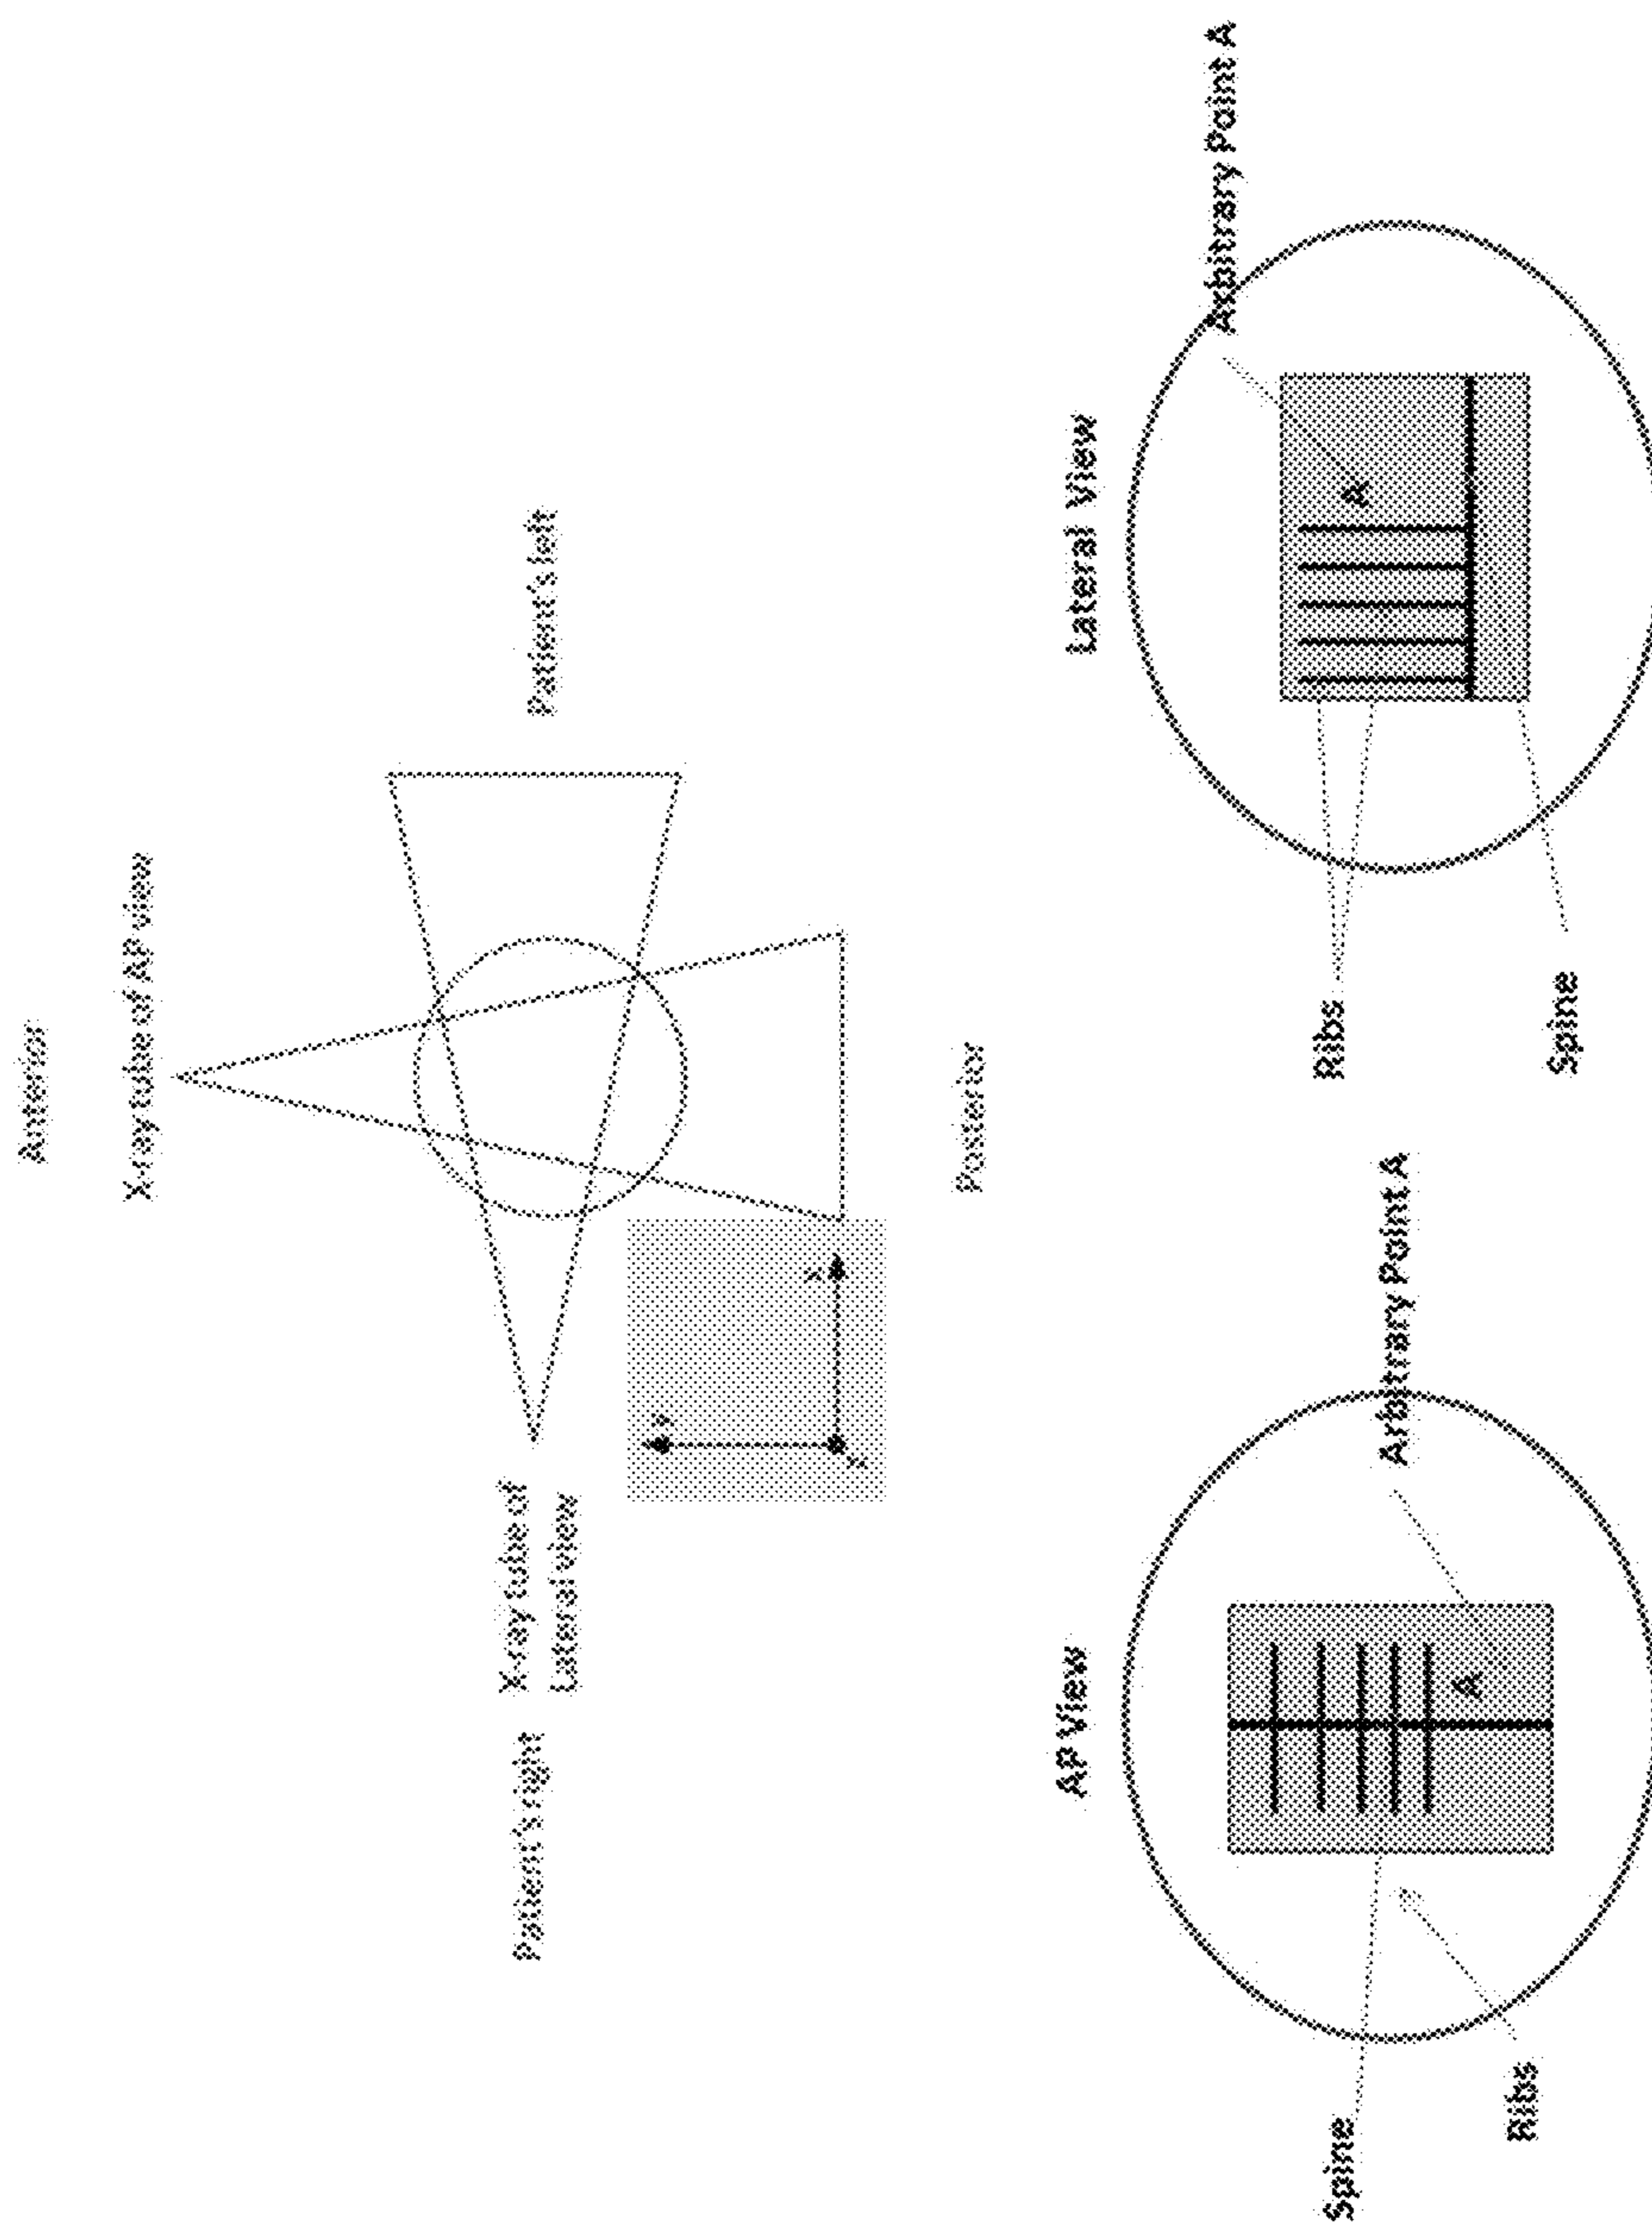 Anterior
X-ray tube of AP view
Patient's right
X-ray tube of
Lateral view
Patient's left
y
x
z
Posterior
AP View
Spine
Ribs
A
Arbitrary Point A
Lateral View
Arbitrary Point A
A
Ribs
Spine